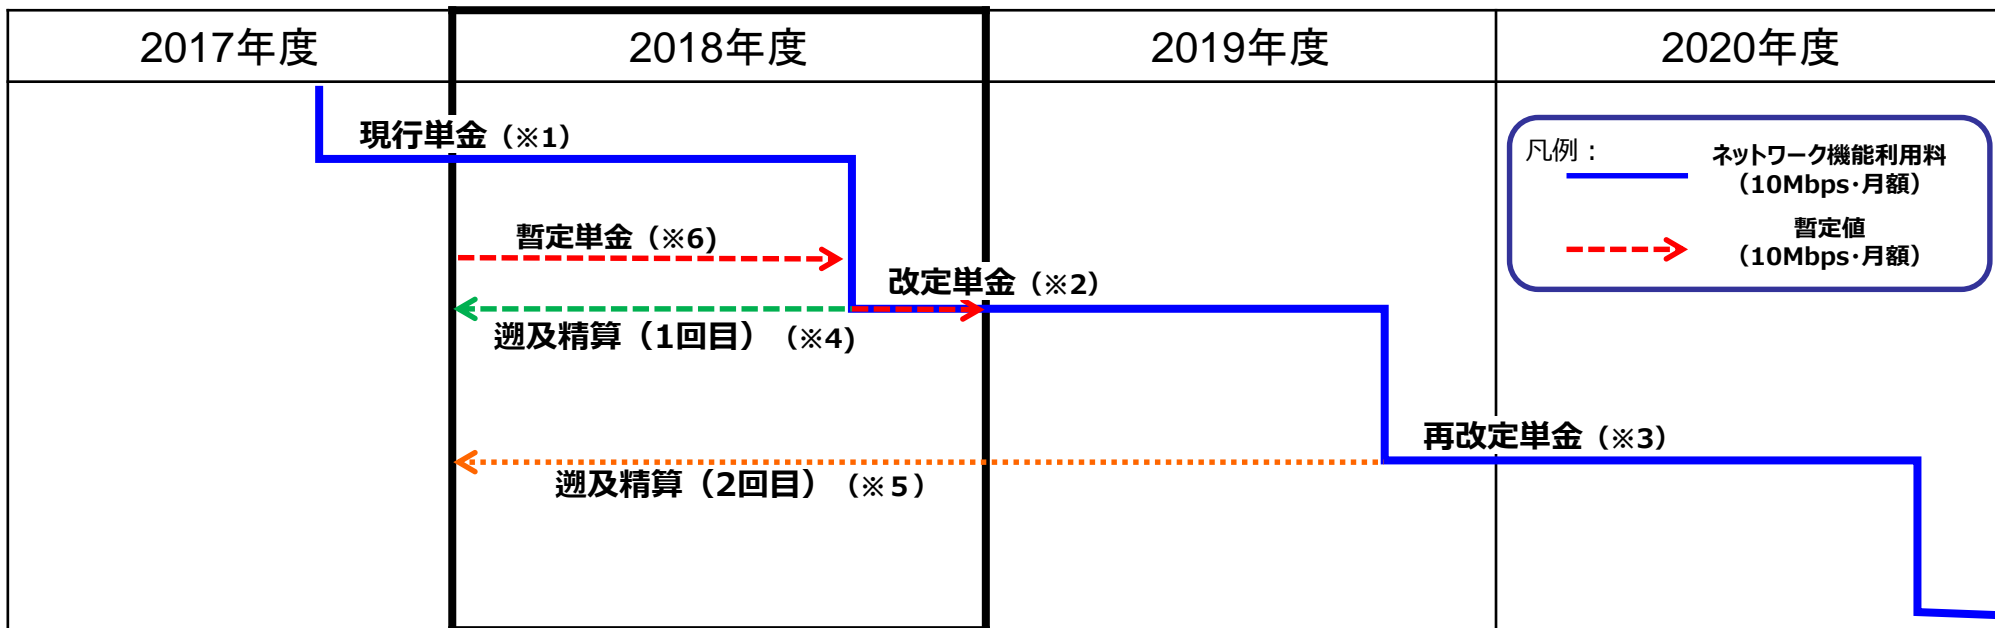 2017年度
2018年度
2019年度
2020年度
現行単金（※1）
凡例：
ネットワーク機能利用料
（10Mbps・月額）
暫定値
（10Mbps・月額）
暫定単金（※6)
改定単金（※2）
遡及精算（1回目）（※4)
再改定単金（※3）
遡及精算（2回目）（※５）